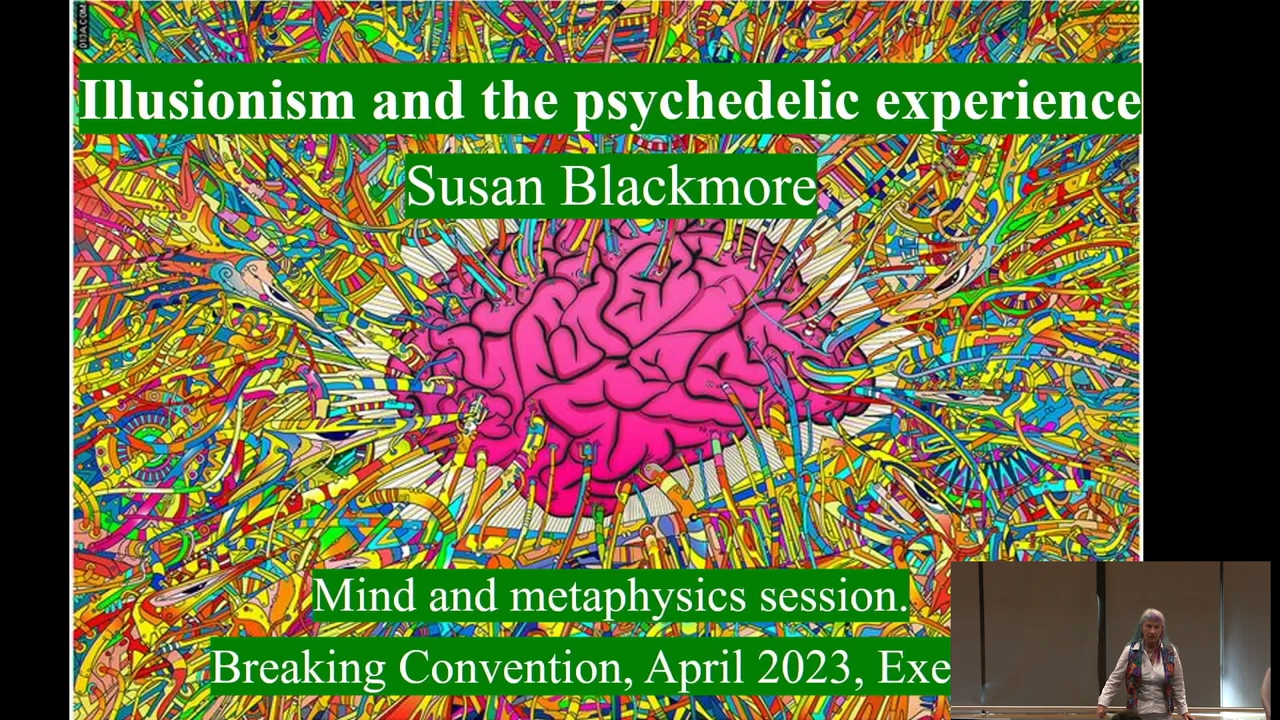 Illusionism and the psychedelic experience
Susan Blackmore
Mind and metaphysics session.
Breaking Convention, April 2023, Exe